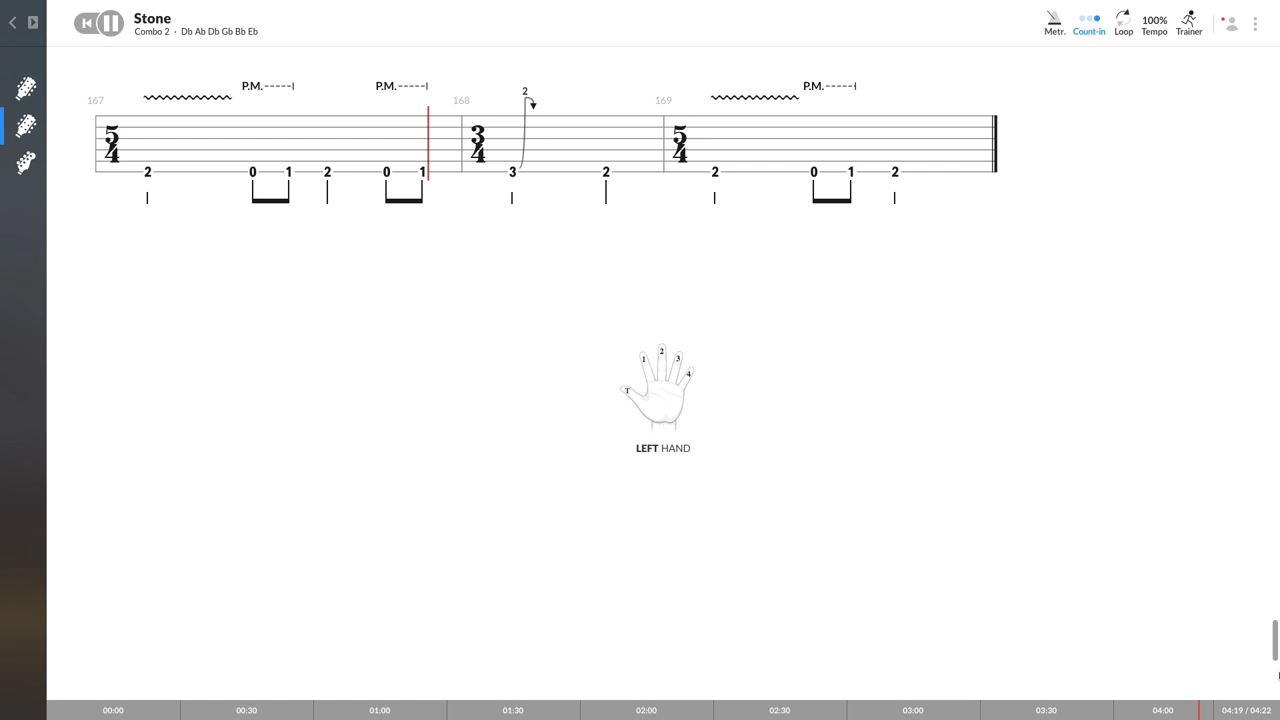 Stone
Combo 2 · Db Ab Db Gb Bb Eb
Metr.
Count-in
Loop
100%
Tempo
Trainer
P.M.
P.M.
2
P.M.
167
168
169
5
4
3
4
5
4
2 0 1 2 0 1 3 2 2 0 1 2
T 1 2 3 4
LEFT HAND
00:00 00:30 01:00 01:30 02:00 02:30 03:00 03:30 04:00 04:19 / 04:22